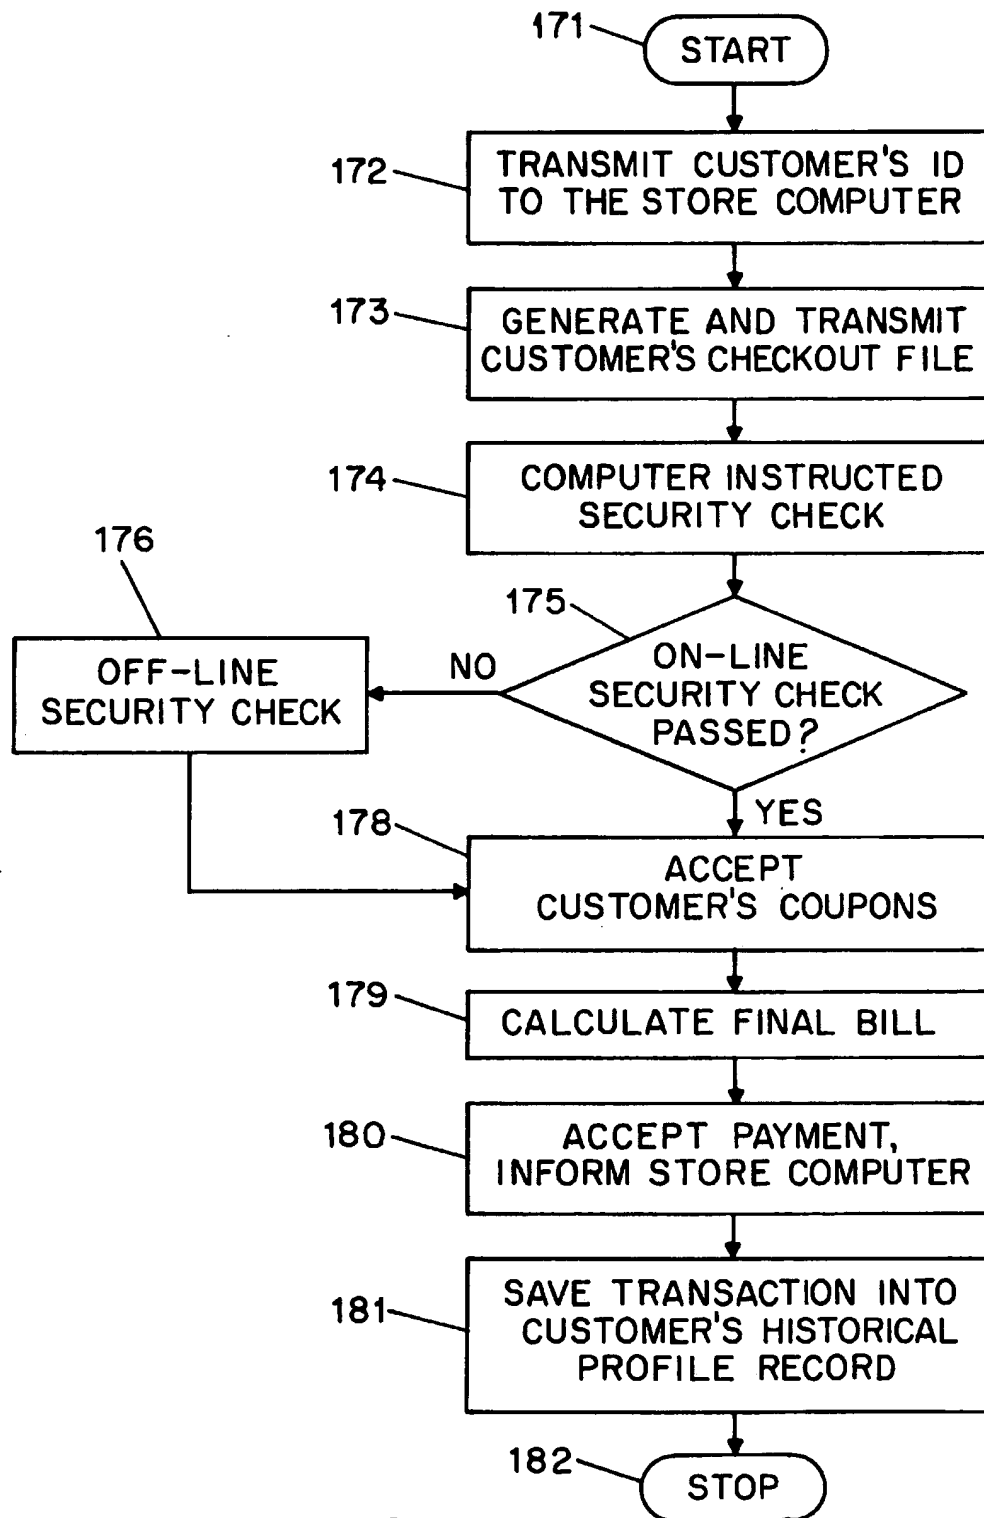 171
START
172
TRANSMIT CUSTOMER'S ID
TO THE STORE COMPUTER
173
GENERATE AND TRANSMIT
CUSTOMER'S CHECKOUT FILE
174
COMPUTER INSTRUCTED
SECURITY CHECK
175
ON-LINE
SECURITY CHECK
PASSED?
NO
176
OFF-LINE
SECURITY CHECK
YES
178
ACCEPT
CUSTOMER'S COUPONS
179
CALCULATE FINAL BILL
180
ACCEPT PAYMENT,
INFORM STORE COMPUTER
181
SAVE TRANSACTION INTO
CUSTOMER'S HISTORICAL
PROFILE RECORD
182
STOP